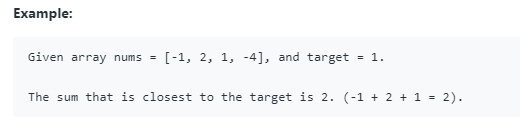 Example:
Given array nums = [-1, 2, 1, -4], and target = 1.
The sum that is closest to the target is 2. (-1 + 2 + 1 = 2).